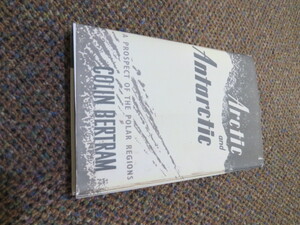 Arctic
and
Antarctic
A PROSPECT OF THE POLAR REGIONS
COLIN BERTRAM